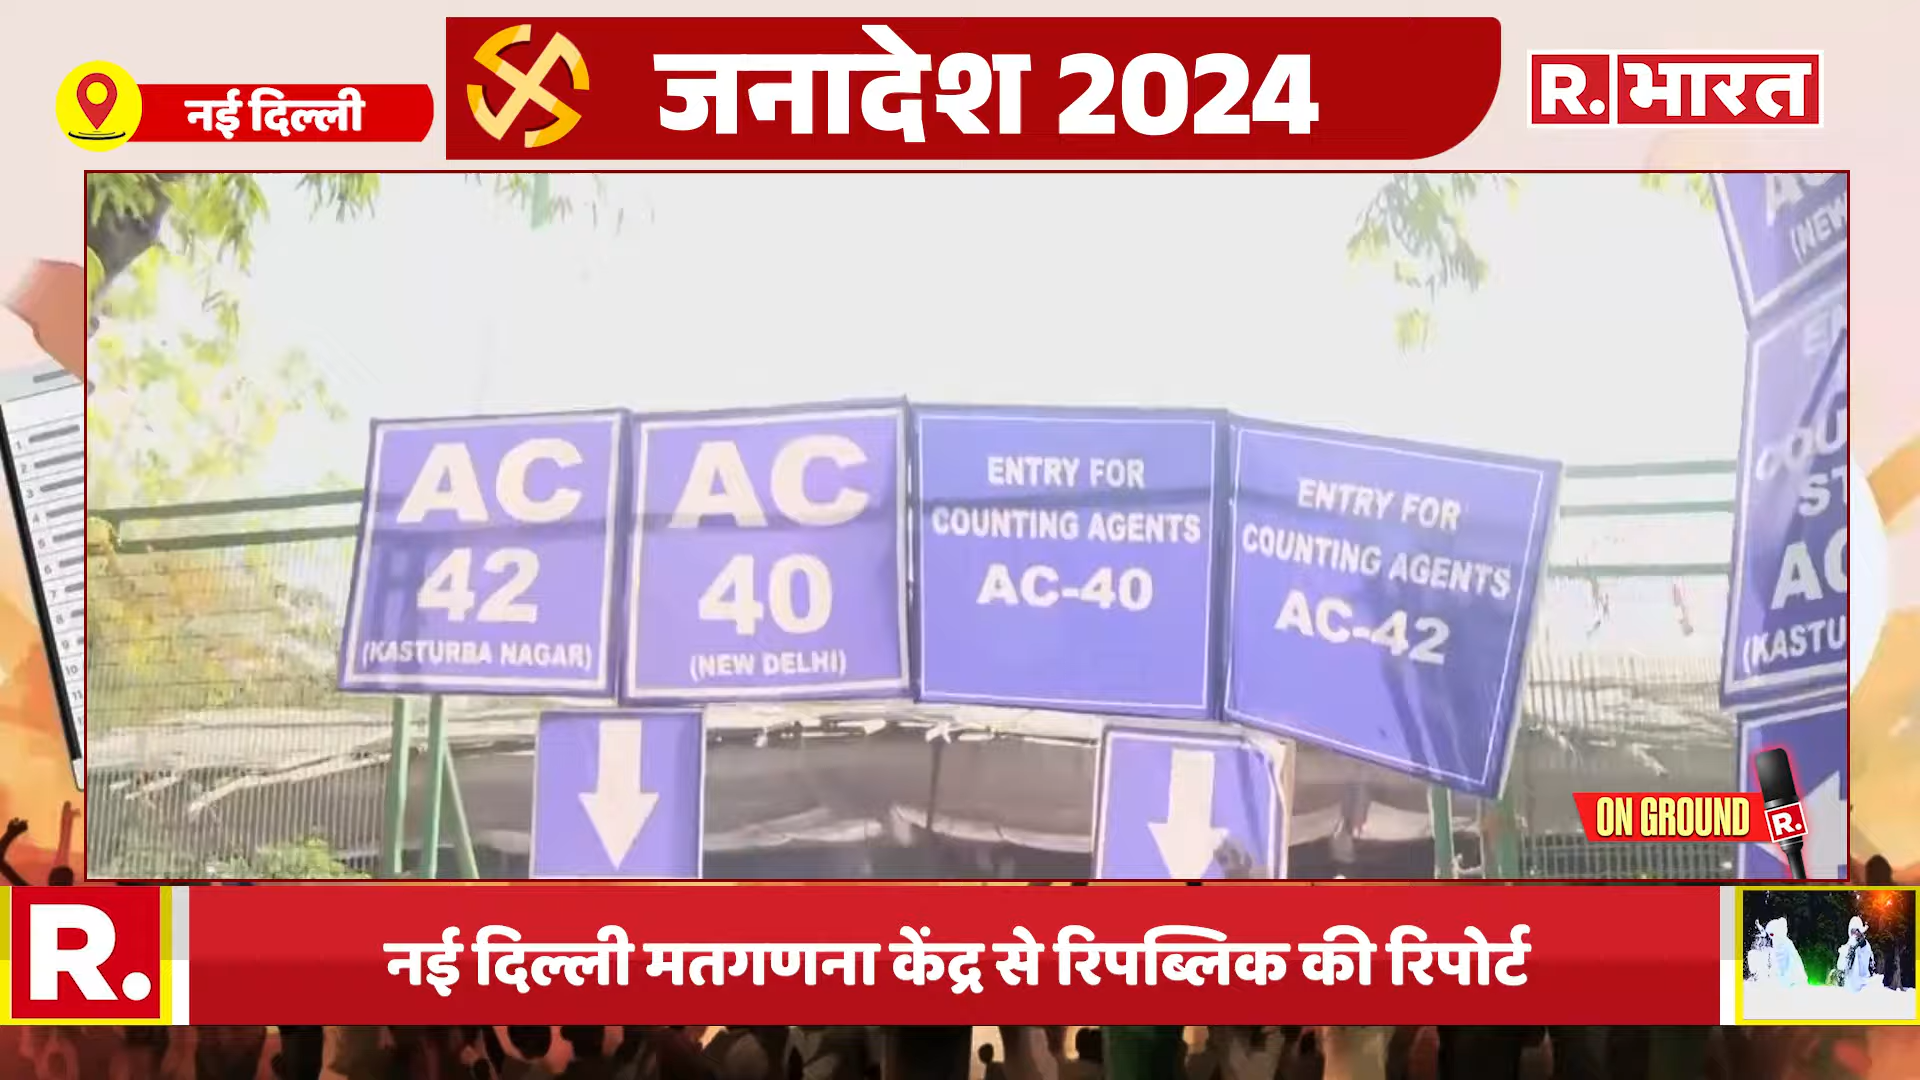 जनादेश 2024
नई दिल्ली
R. भारत
AC
42
(KASTURBA NAGAR)
AC
40
(NEW DELHI)
ENTRY FOR
COUNTING AGENTS
AC-40
ENTRY FOR
COUNTING AGENTS
AC-42
ON GROUND
R.
R.
नई दिल्ली मतगणना केंद्र से रिपब्लिक की रिपोर्ट